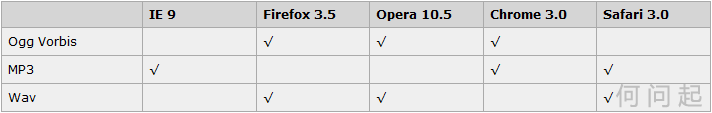 IE 9 Firefox 3.5 Opera 10.5 Chrome 3.0 Safari 3.0
Ogg Vorbis √ √ √
MP3 √ √ √
Wav √ √ √
何问起